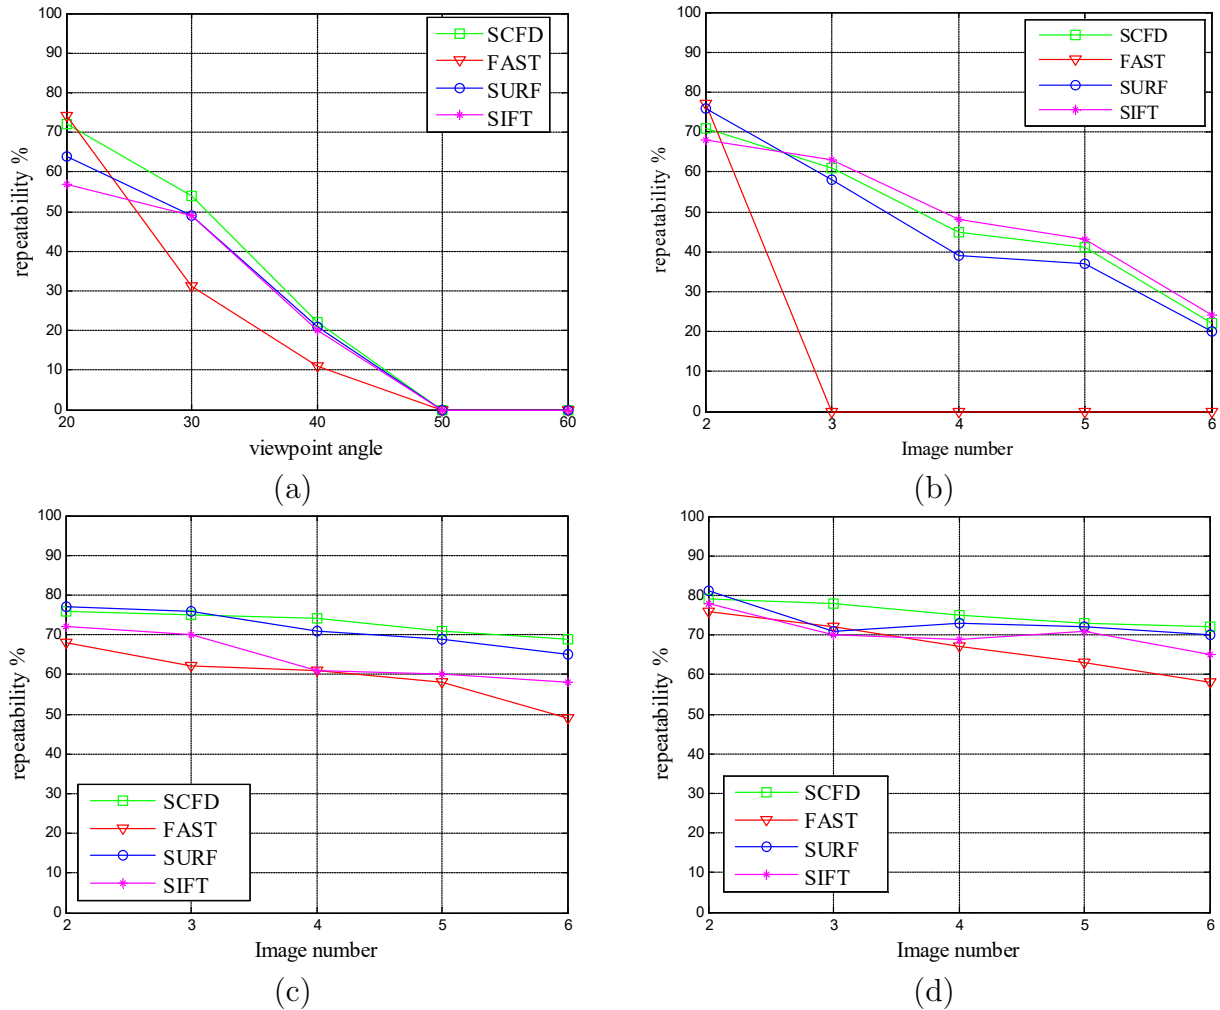 100
90
80
70
60
50
40
30
20
10
0
repeatability %
SCFD
FAST
SURF
SIFT
20 30 40 50 60
viewpoint angle
(a)
100
90
80
70
60
50
40
30
20
10
0
repeatability %
SCFD
FAST
SURF
SIFT
2 3 4 5 6
Image number
(b)
100
90
80
70
60
50
40
30
20
10
0
repeatability %
SCFD
FAST
SURF
SIFT
2 3 4 5 6
Image number
(c)
100
90
80
70
60
50
40
30
20
10
0
repeatability %
SCFD
FAST
SURF
SIFT
2 3 4 5 6
Image number
(d)